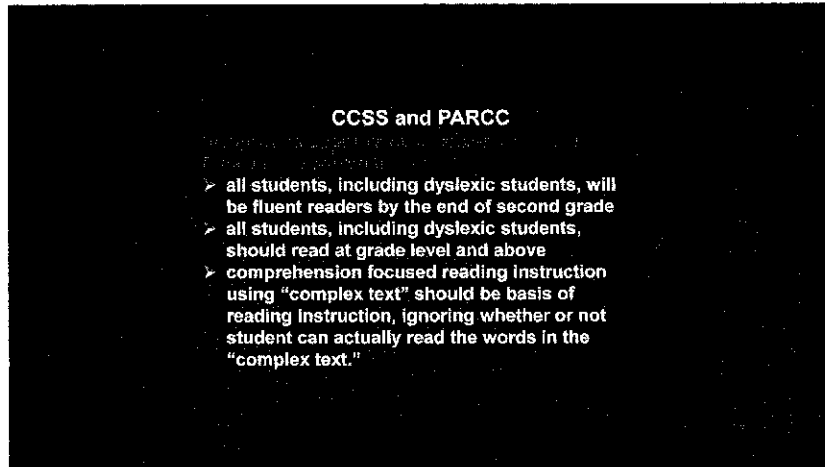 CCSS and PARCC
➢ all students, including dyslexic students, will
be fluent readers by the end of second grade
➢ all students, including dyslexic students,
should read at grade level and above
➢ comprehension focused reading instruction
using “complex text” should be basis of
reading instruction, ignoring whether or not
student can actually read the words in the
“complex text.”